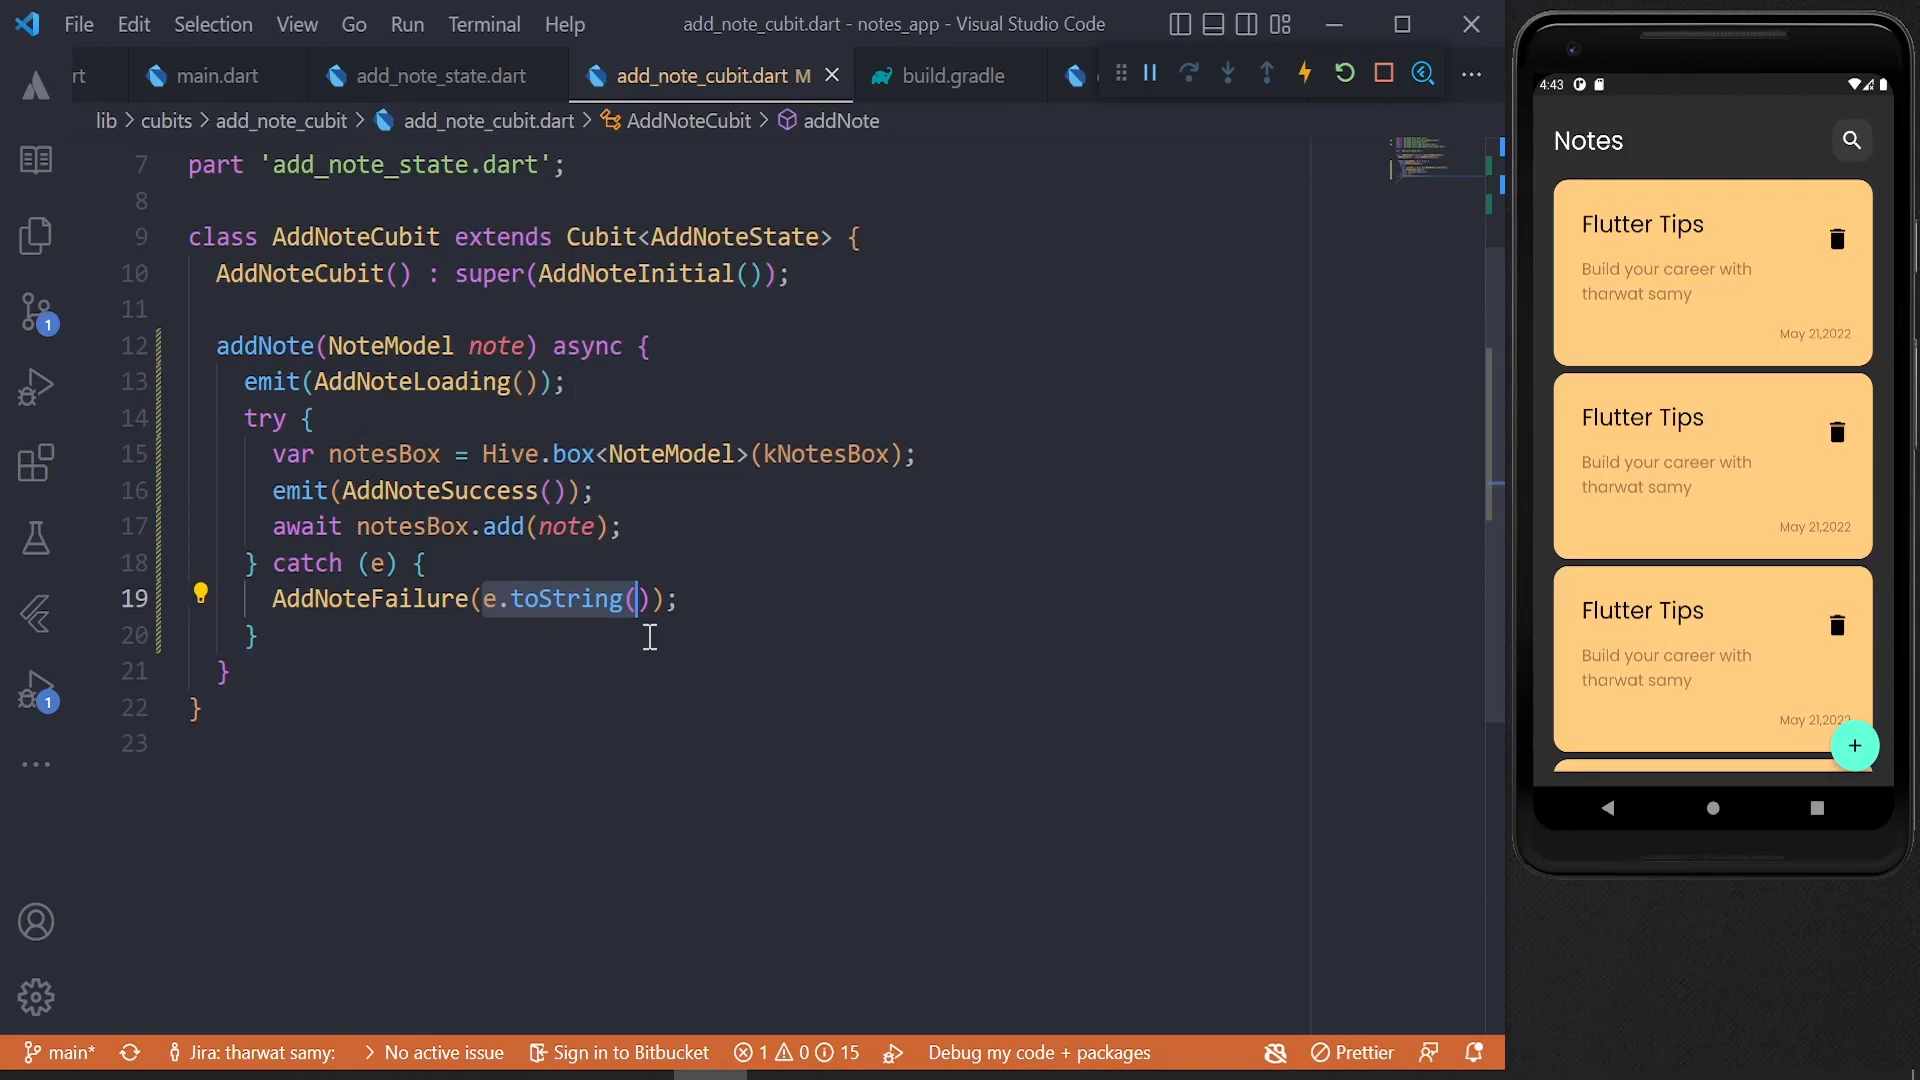 File Edit Selection View Go Run Terminal Help add_note_cubit.dart - notes_app - Visual Studio Code
rt main.dart add_note_state.dart add_note_cubit.dart M build.gradle
lib > cubits > add_note_cubit > add_note_cubit.dart > AddNoteCubit > addNote
7 part 'add_note_state.dart';
8
9 class AddNoteCubit extends Cubit<AddNoteState> {
10 AddNoteCubit() : super(AddNoteInitial());
11
12 addNote(NoteModel note) async {
13 emit(AddNoteLoading());
14 try {
15 var notesBox = Hive.box<NoteModel>(kNotesBox);
16 emit(AddNoteSuccess());
17 await notesBox.add(note);
18 } catch (e) {
19 AddNoteFailure(e.toString());
20 }
21 }
22 }
23
1
1
main* Jira: tharwat samy: No active issue Sign in to Bitbucket 1 0 15 Debug my code + packages Prettier
4:43
Notes
Flutter Tips
Build your career with
tharwat samy
May 21,2022
Flutter Tips
Build your career with
tharwat samy
May 21,2022
Flutter Tips
Build your career with
tharwat samy
May 21,2022
+